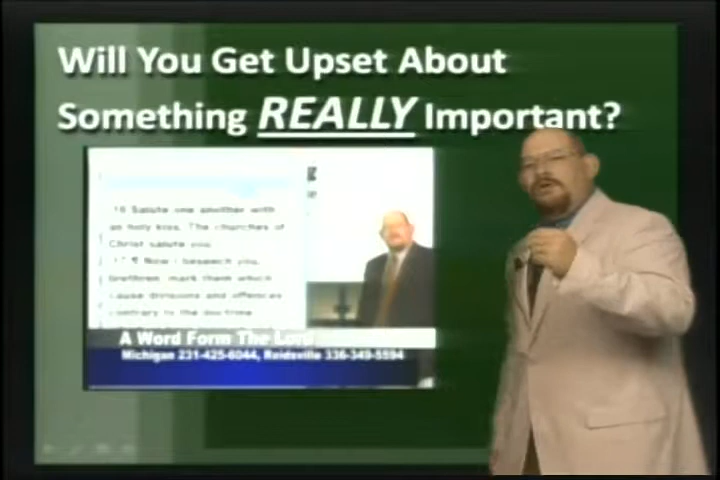 Will You Get Upset About
Something REALLY Important?
16 Salute one another with
an holy kiss. The churches of
Christ salute you.
17 ¶ Now I beseech you,
brethren, mark them which
cause divisions and offences
contrary to the doctrine
A Word Form The Lord
Michigan 231-425-6044, Reidsville 336-349-5594